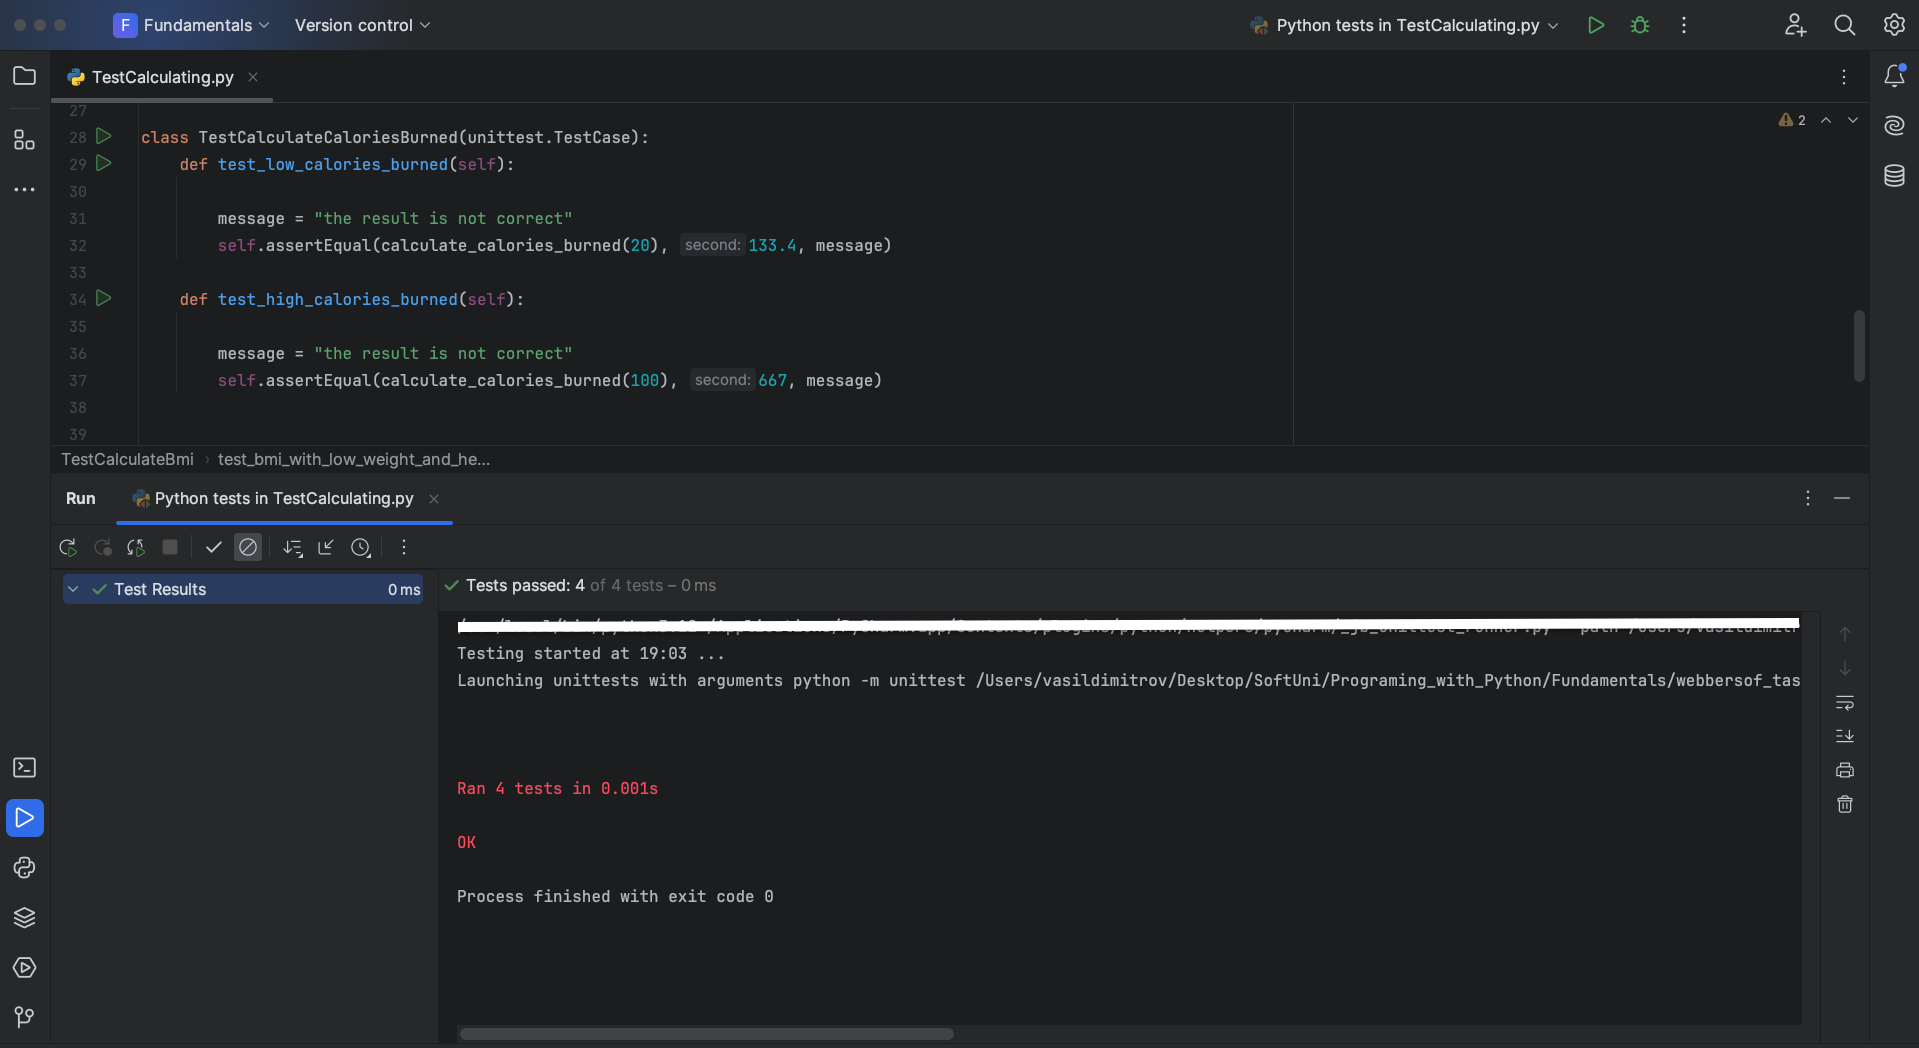 F Fundamentals Version control Python tests in TestCalculating.py
TestCalculating.py
27
28 class TestCalculateCaloriesBurned(unittest.TestCase): 2
29 def test_low_calories_burned(self):
30
31 message = "the result is not correct"
32 self.assertEqual(calculate_calories_burned(20), second: 133.4, message)
33
34 def test_high_calories_burned(self):
35
36 message = "the result is not correct"
37 self.assertEqual(calculate_calories_burned(100), second: 667, message)
38
39
TestCalculateBmi › test_bmi_with_low_weight_and_he...
Run Python tests in TestCalculating.py
Test Results 0 ms
Tests passed: 4 of 4 tests – 0 ms
Testing started at 19:03 ...
Launching unittests with arguments python -m unittest /Users/vasildimitrov/Desktop/SoftUni/Programing_with_Python/Fundamentals/webbersof_tas
Ran 4 tests in 0.001s
OK
Process finished with exit code 0